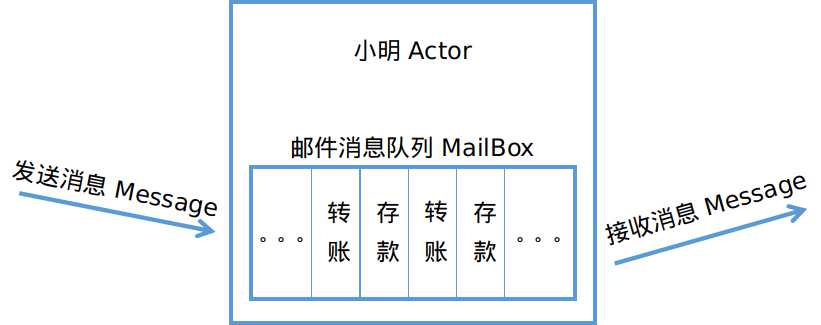 小明 Actor
邮件消息队列 MailBox
发送消息 Message
。。。
转账
存款
转账
存款
。。。
接收消息 Message